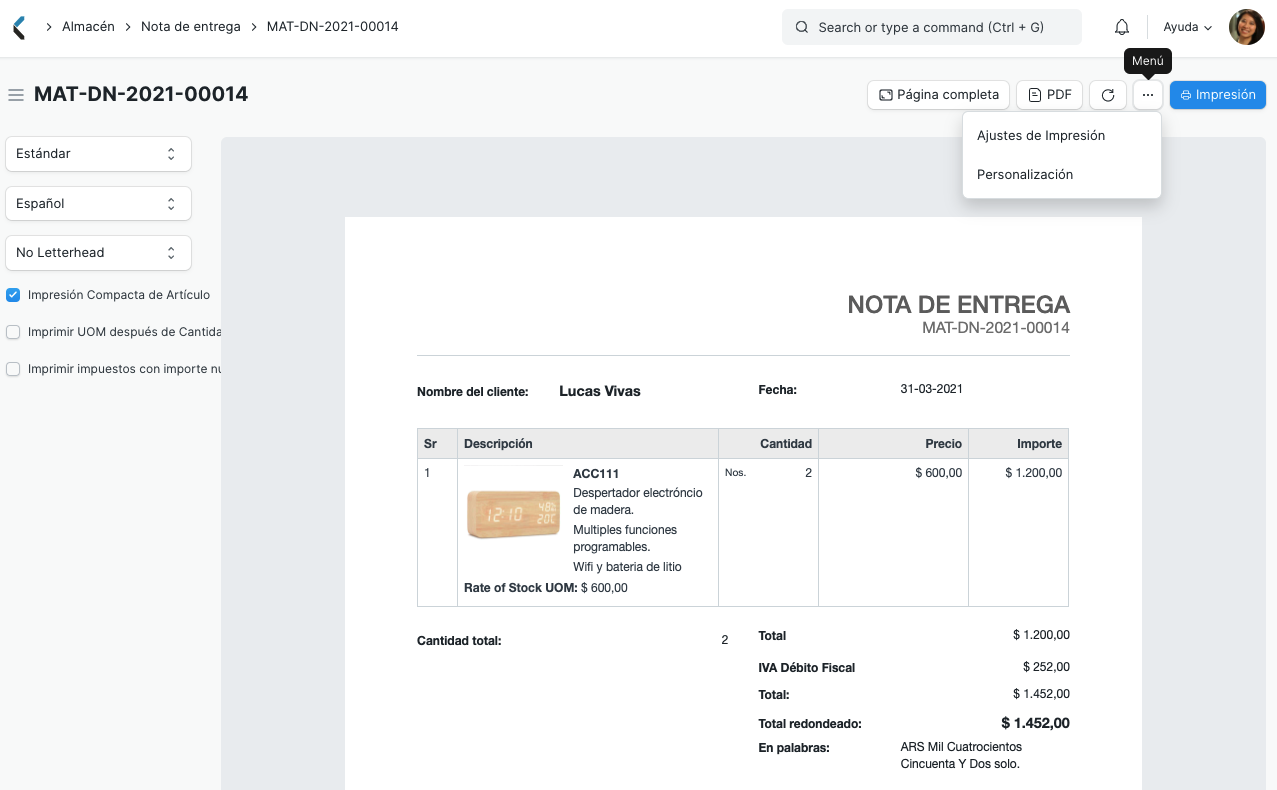 Almacén
Nota de entrega
MAT-DN-2021-00014
Search or type a command (Ctrl + G)
Ayuda
Menú
MAT-DN-2021-00014
Página completa
PDF
Impresión
Ajustes de Impresión
Personalización
Estándar
Español
No Letterhead
Impresión Compacta de Artículo
Imprimir UOM después de Cantida
Imprimir impuestos con importe nu
NOTA DE ENTREGA
MAT-DN-2021-00014
Nombre del cliente: Lucas Vivas Fecha: 31-03-2021
Sr Descripción Cantidad Precio Importe
1 ACC111 Nos. 2 $ 600,00 $ 1.200,00
Despertador electróncio
de madera.
Multiples funciones
programables.
Wifi y bateria de litio
12:10 48% 20C
Rate of Stock UOM: $ 600,00
Cantidad total: 2
Total $ 1.200,00
IVA Débito Fiscal $ 252,00
Total: $ 1.452,00
Total redondeado: $ 1.452,00
En palabras: ARS Mil Cuatrocientos
Cincuenta Y Dos solo.